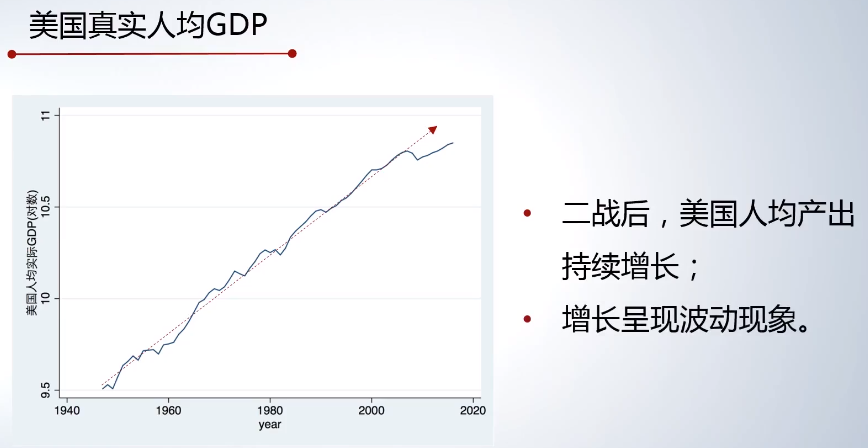 美国真实人均GDP
美国人均实际GDP(对数)
11
10.5
10
9.5
1940
1960
1980
2000
2020
year
• 二战后，美国人均产出
持续增长；
• 增长呈现波动现象。